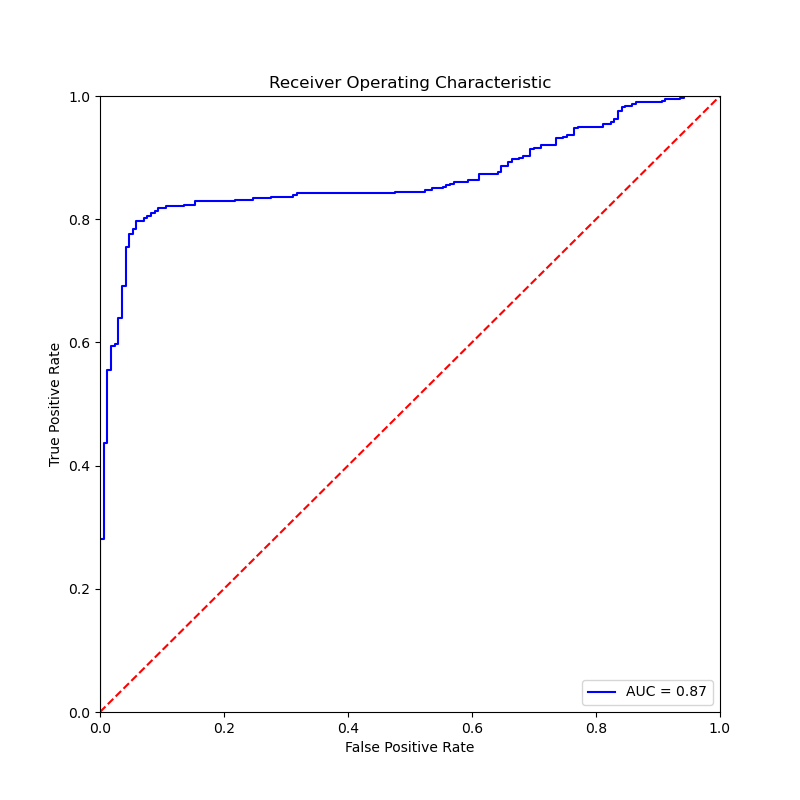 Receiver Operating Characteristic
True Positive Rate
1.0
0.8
0.6
0.4
0.2
0.0
AUC = 0.87
0.0 0.2 0.4 0.6 0.8 1.0
False Positive Rate